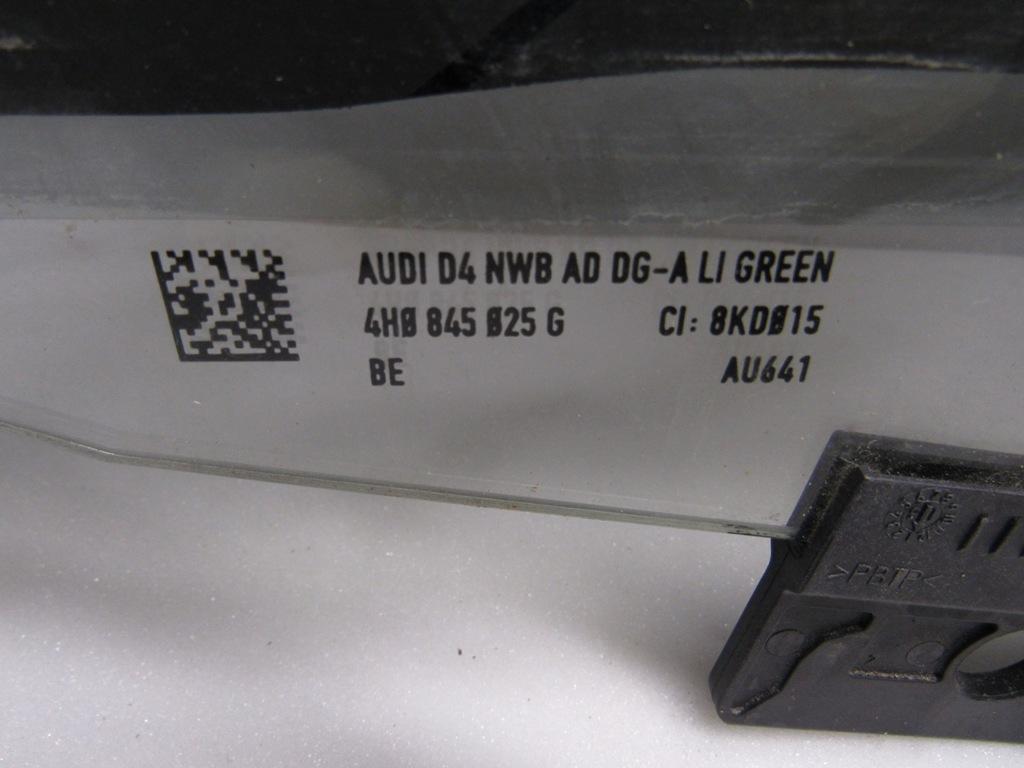 AUDI D4 NWB AD DG-A LI GREEN
4H0 845 025 G CI: 8KD015
BE AU641
>PBTP<